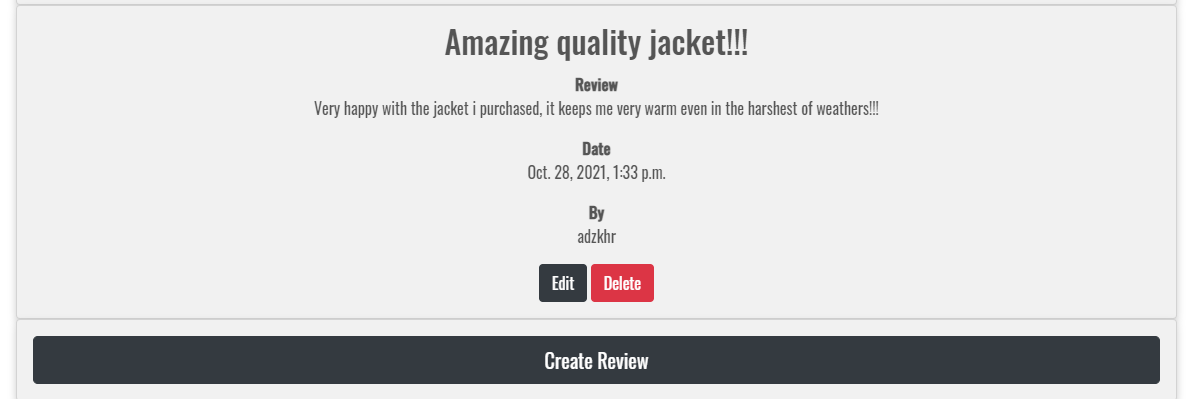 Amazing quality jacket!!!
Review
Very happy with the jacket i purchased, it keeps me very warm even in the harshest of weathers!!!
Date
Oct. 28, 2021, 1:33 p.m.
By
adzkhr
Edit Delete
Create Review